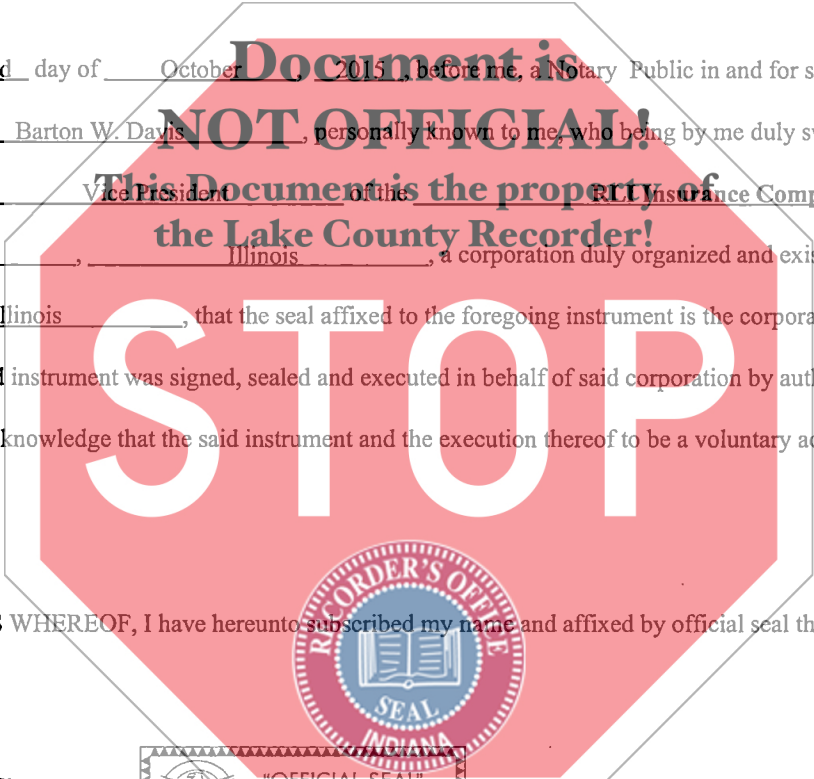 Document is
NOT OFFICIAL!
This Document is the property of
the Lake County Recorder!
STOP
d day of October, 2015, before me, a Notary Public in and for s
Barton W. Davis, personally known to me, who being by me duly sv
Vice President of the RLI Insurance Comp
, Illinois, a corporation duly organized and exis
llinois, that the seal affixed to the foregoing instrument is the corpora
instrument was signed, sealed and executed in behalf of said corporation by auth
knowledge that the said instrument and the execution thereof to be a voluntary ac
S WHEREOF, I have hereunto subscribed my name and affixed by official seal th
RECORDER'S OFFICE
SEAL
INDIANA
"OFFICIAL SEAL"